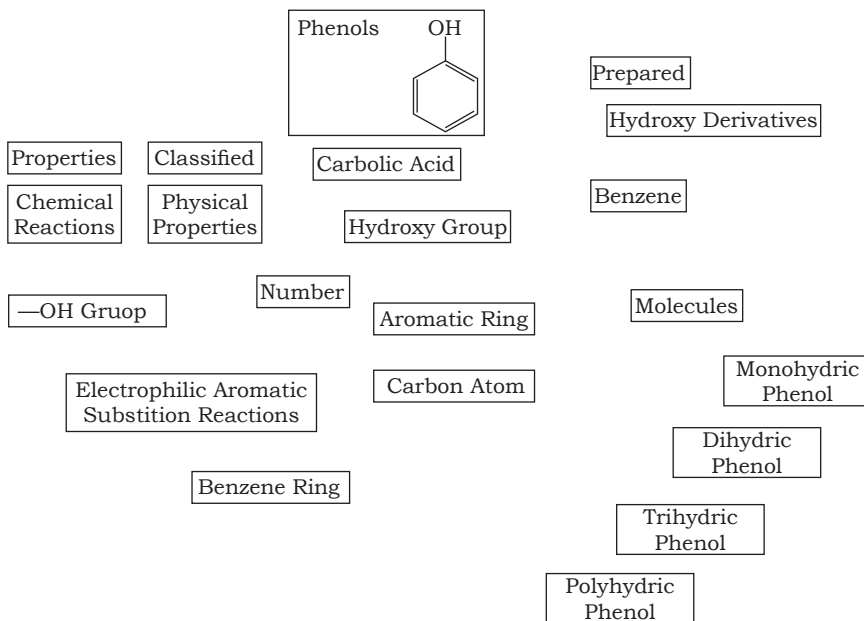 Phenols
OH
Prepared
Hydroxy Derivatives
Properties
Classified
Carbolic Acid
Chemical
Reactions
Physical
Properties
Benzene
Hydroxy Group
—OH Gruop
Number
Aromatic Ring
Molecules
Electrophilic Aromatic
Substition Reactions
Carbon Atom
Monohydric
Phenol
Dihydric
Phenol
Benzene Ring
Trihydric
Phenol
Polyhydric
Phenol